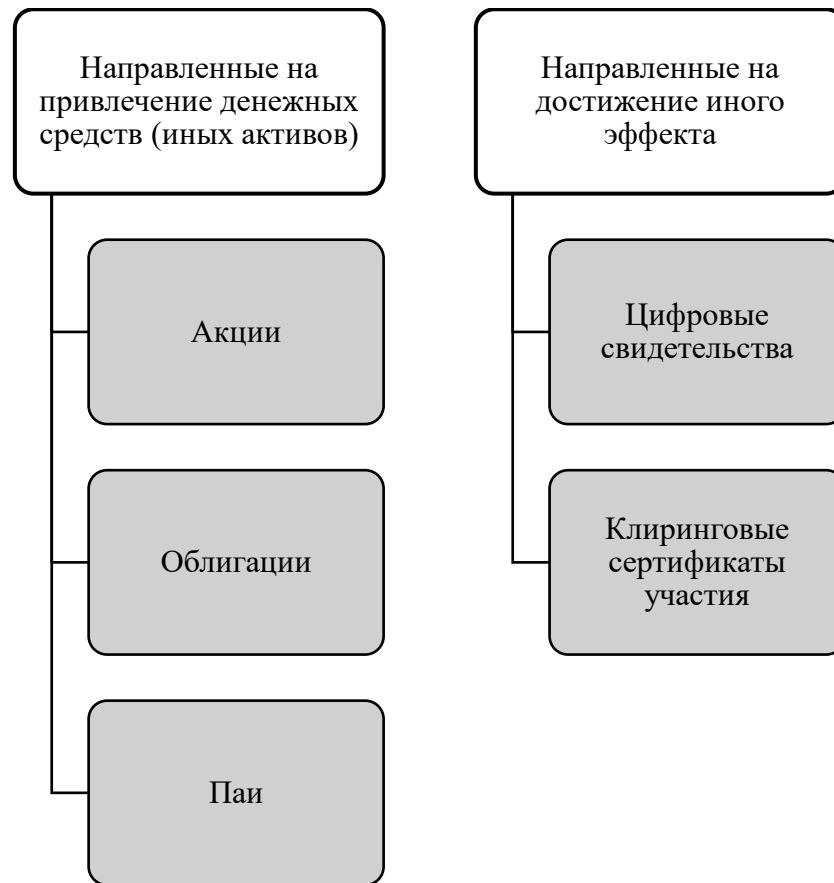 Направленные на
привлечение денежных
средств (иных активов)
Акции
Облигации
Паи
Направленные на
достижение иного
эффекта
Цифровые
свидетельства
Клиринговые
сертификаты
участия